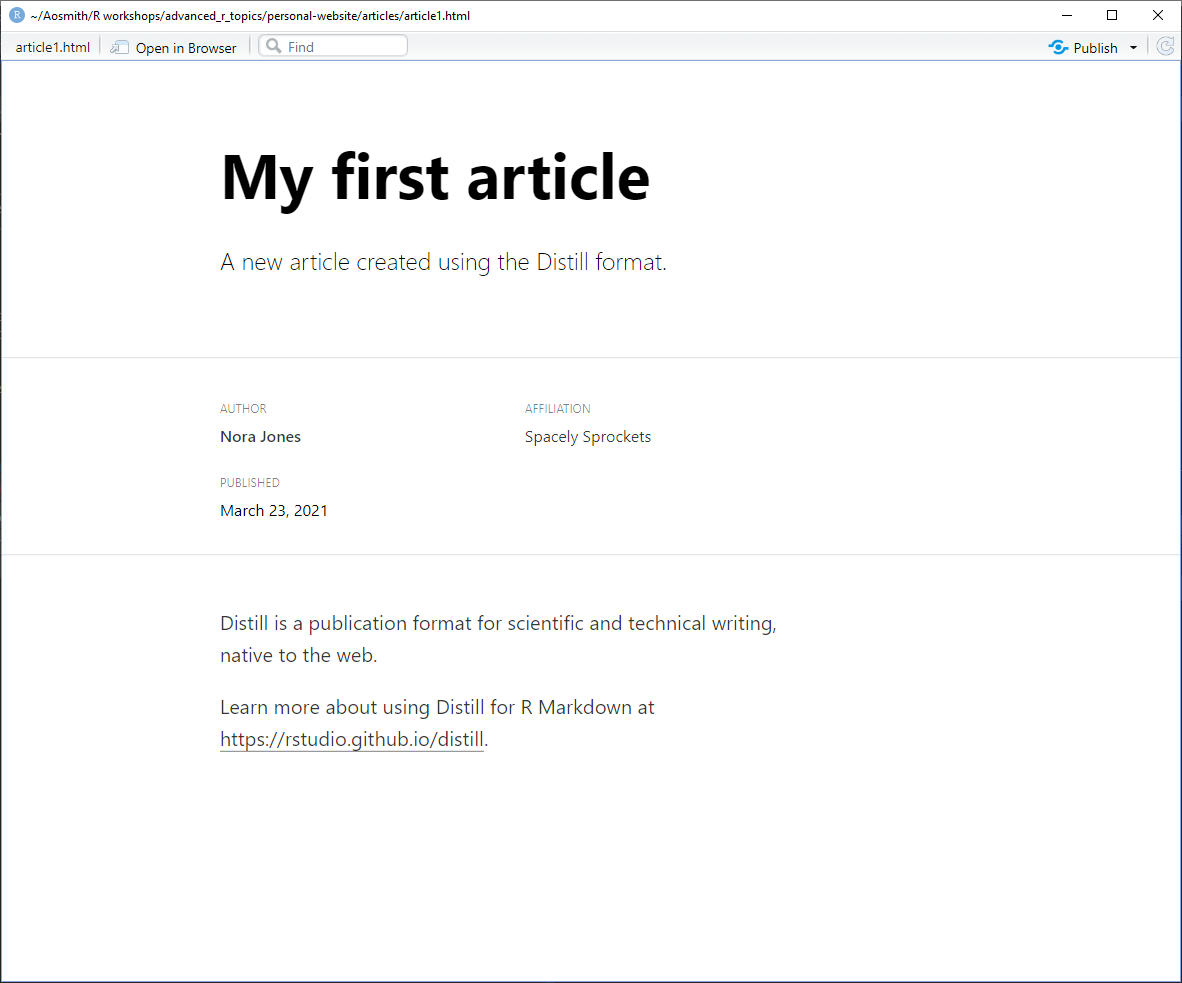 R ~/Aosmith/R workshops/advanced_r_topics/personal-website/articles/article1.html
article1.html Open in Browser Find Publish
My first article
A new article created using the Distill format.
AUTHOR AFFILIATION
Nora Jones Spacely Sprockets
PUBLISHED
March 23, 2021
Distill is a publication format for scientific and technical writing,
native to the web.
Learn more about using Distill for R Markdown at
https://rstudio.github.io/distill.